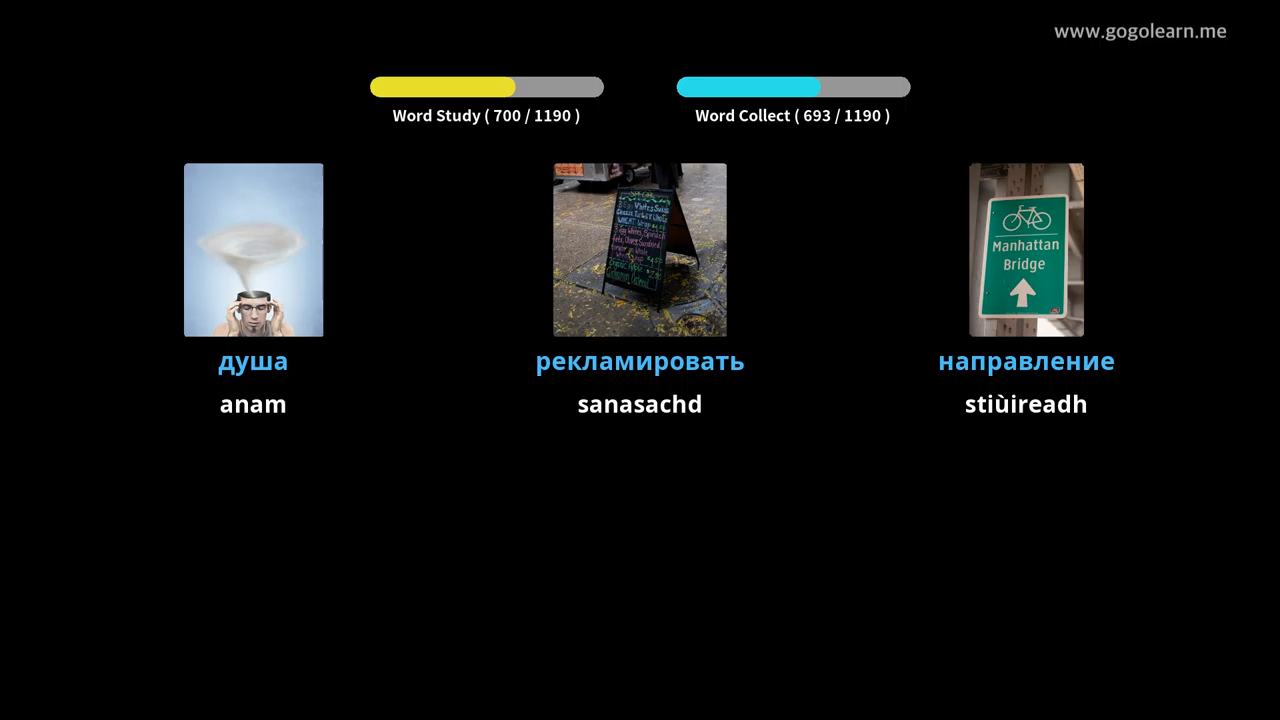 www.gogolearn.me
Word Study ( 700 / 1190 )
Word Collect ( 693 / 1190 )
Manhattan
Bridge
душа
рекламировать
направление
anam
sanasachd
stiùireadh